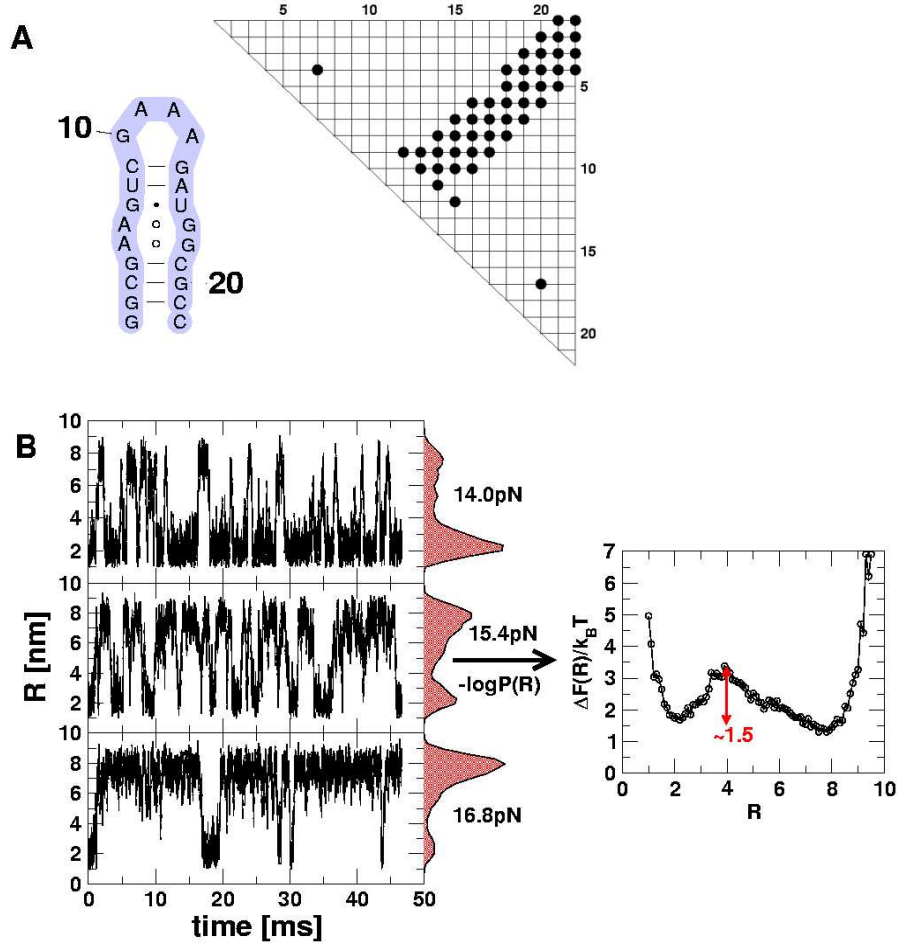 A
5 10 15 20
5
10
15
20
10
G A A A
C G
U A
G U
A G
A G
G C
C G
G C
G C
20
B
10
8
6
4
2
14.0pN
10
8
6
4
2
15.4pN
-logP(R)
10
8
6
4
2
0
16.8pN
R [nm]
0 10 20 30 40 50
time [ms]
7
6
5
4
3
2
1
0
ΔF(R)/k_BT
~1.5
0 2 4 6 8 10
R